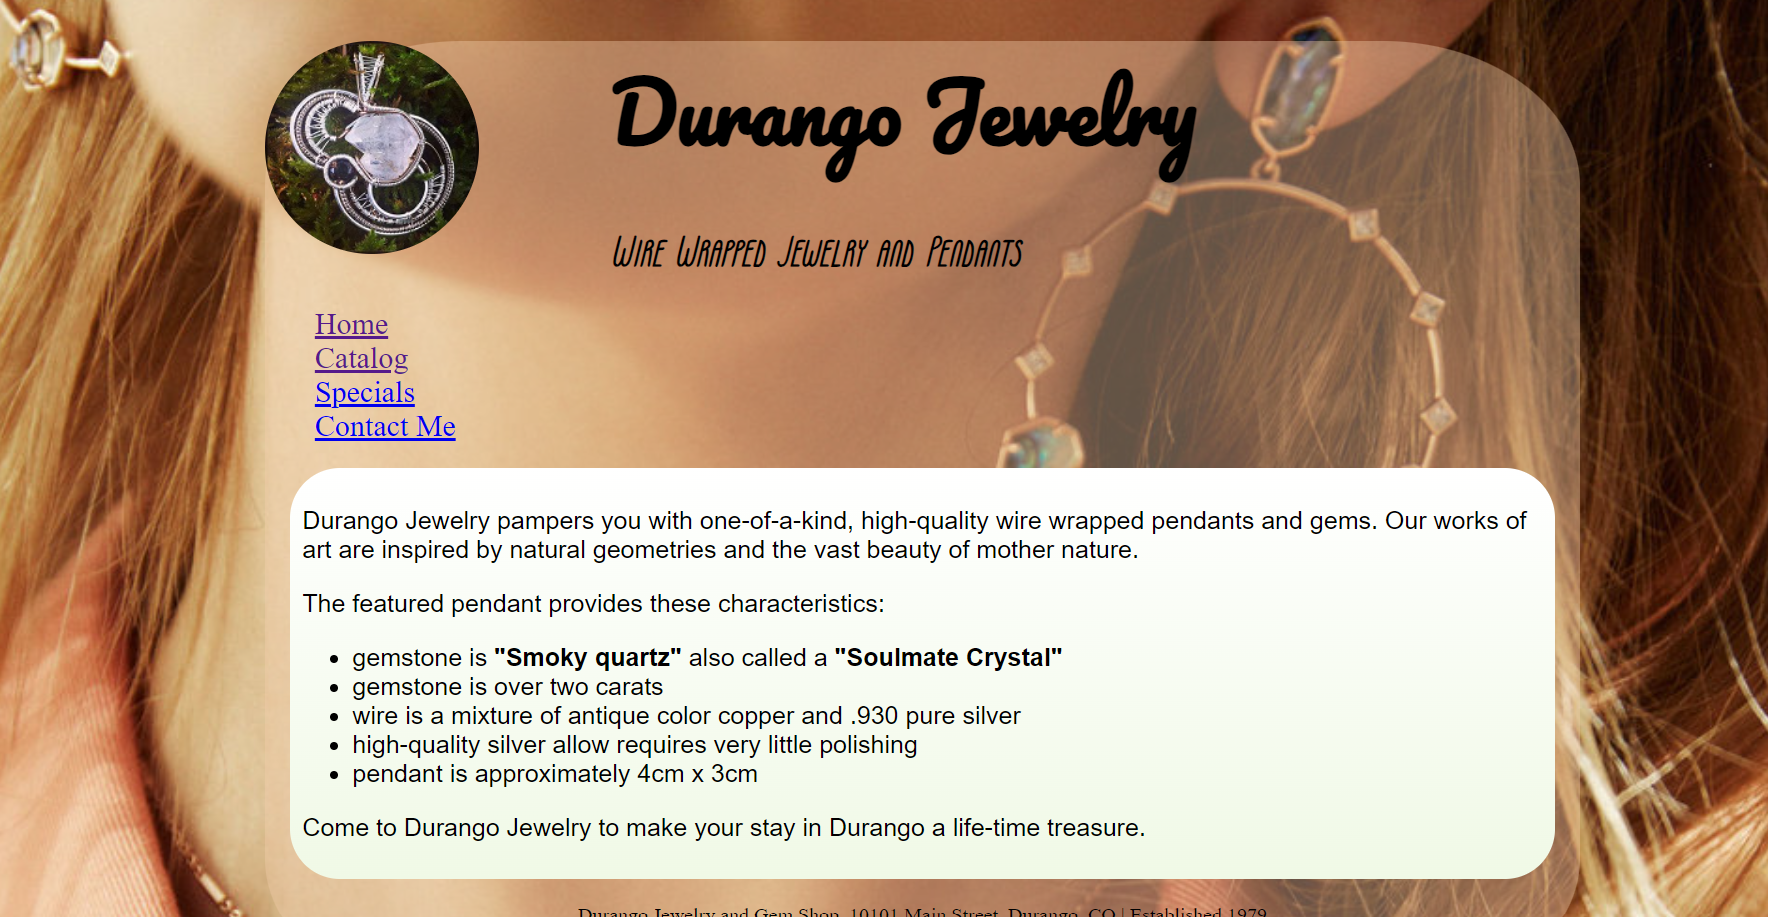 Durango Jewelry
Wire Wrapped Jewelry and Pendants
Home
Catalog
Specials
Contact Me
Durango Jewelry pampers you with one-of-a-kind, high-quality wire wrapped pendants and gems. Our works of
art are inspired by natural geometries and the vast beauty of mother nature.
The featured pendant provides these characteristics:
• gemstone is "Smoky quartz" also called a "Soulmate Crystal"
• gemstone is over two carats
• wire is a mixture of antique color copper and .930 pure silver
• high-quality silver allow requires very little polishing
• pendant is approximately 4cm x 3cm
Come to Durango Jewelry to make your stay in Durango a life-time treasure.
Durango Jewelry and Gem Shop, 10101 Main Street, Durango, CO | Established 1979